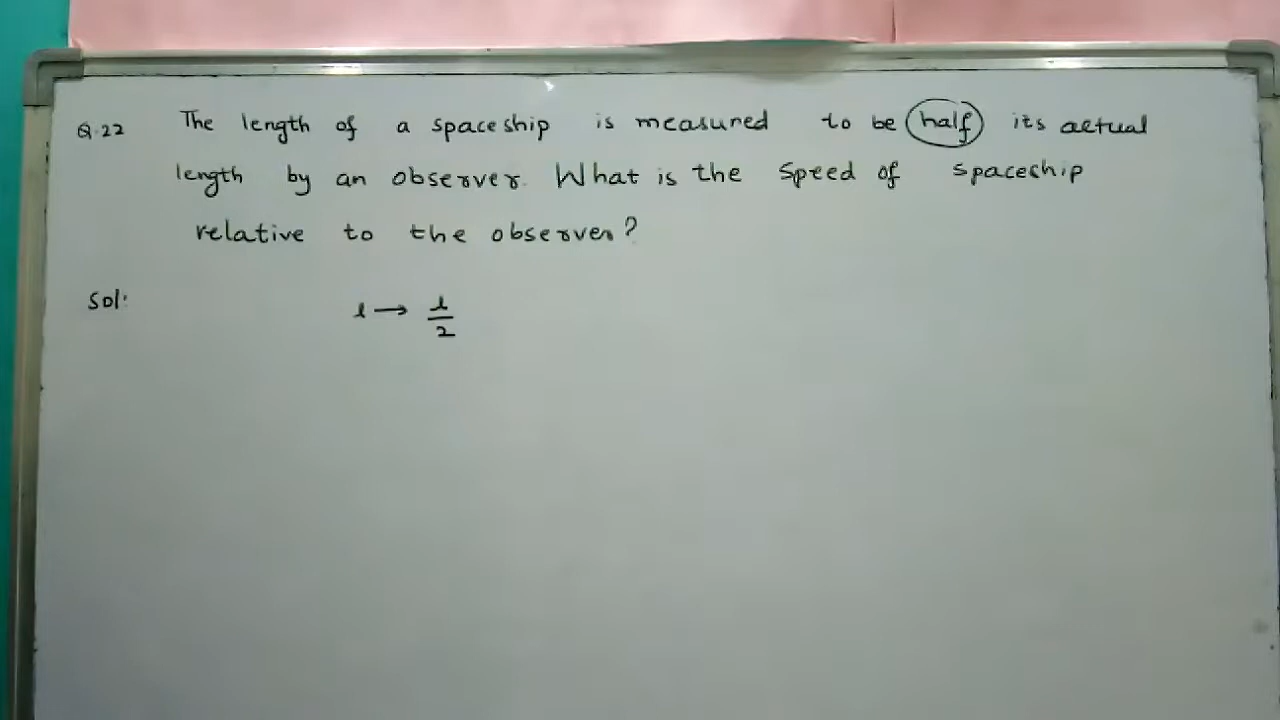 Q.22 The length of a spaceship is measured to be half its actual
length by an observer. What is the speed of spaceship
relative to the observer?
Sol: l → l/2